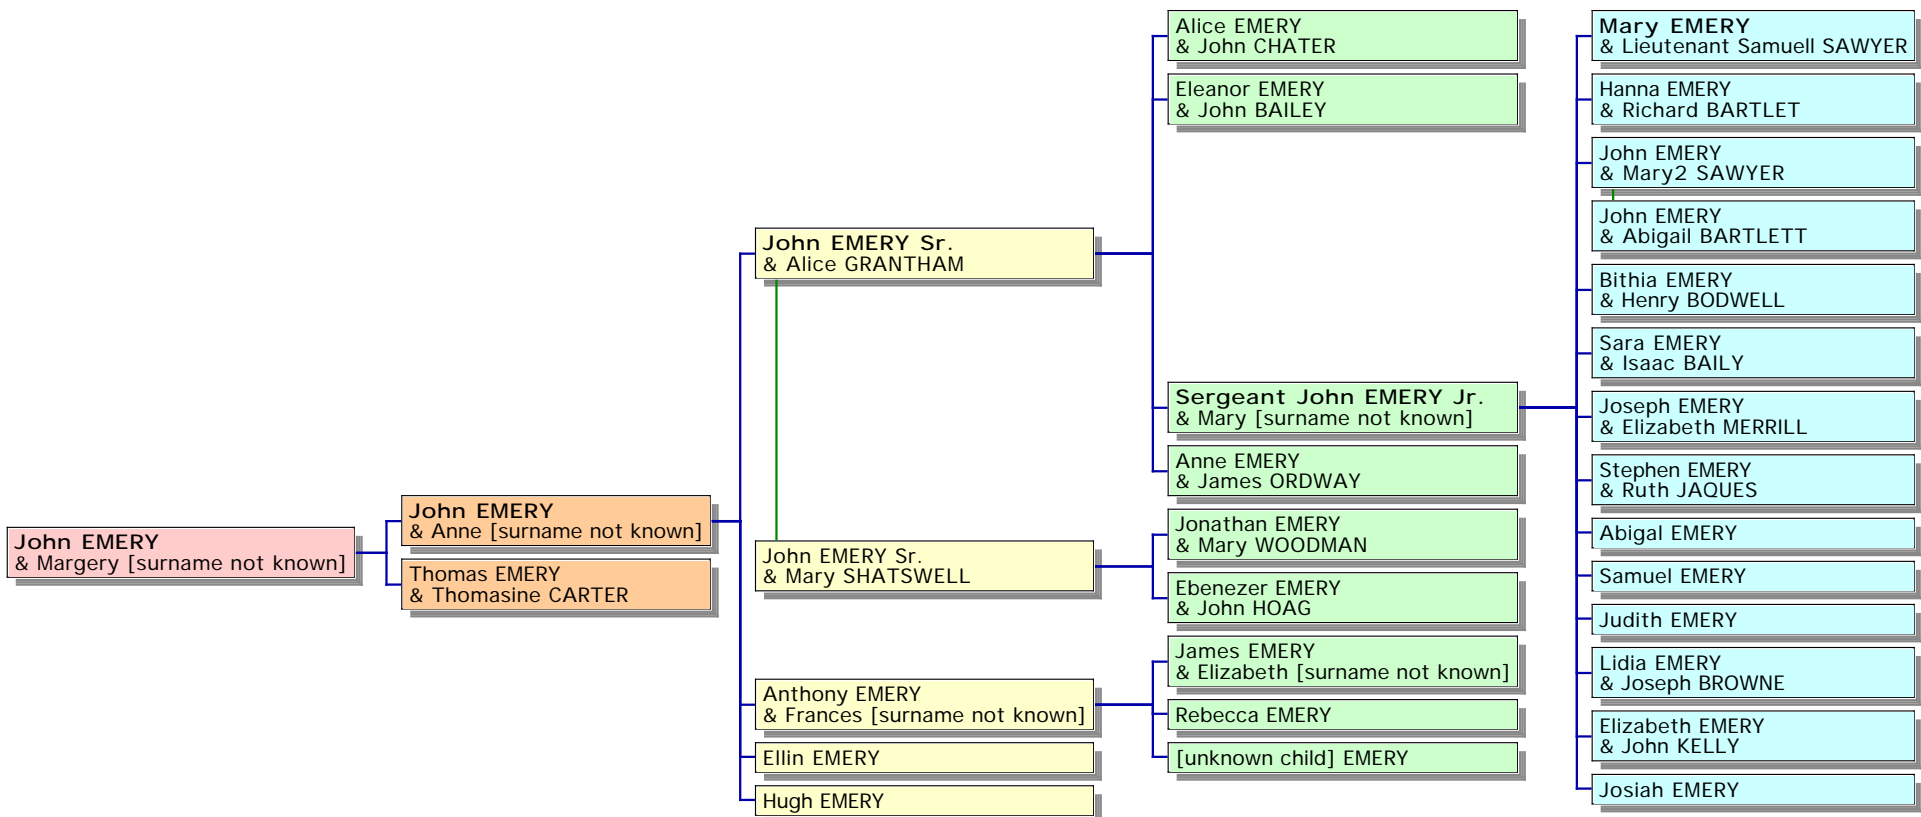 John EMERY
& Margery [surname not known]
John EMERY
& Anne [surname not known]
Thomas EMERY
& Thomasine CARTER
John EMERY Sr.
& Alice GRANTHAM
John EMERY Sr.
& Mary SHATSWELL
Anthony EMERY
& Frances [surname not known]
Ellin EMERY
Hugh EMERY
Alice EMERY
& John CHATER
Eleanor EMERY
& John BAILEY
Sergeant John EMERY Jr.
& Mary [surname not known]
Anne EMERY
& James ORDWAY
Jonathan EMERY
& Mary WOODMAN
Ebenezer EMERY
& John HOAG
James EMERY
& Elizabeth [surname not known]
Rebecca EMERY
[unknown child] EMERY
Mary EMERY
& Lieutenant Samuell SAWYER
Hanna EMERY
& Richard BARTLET
John EMERY
& Mary2 SAWYER
John EMERY
& Abigail BARTLETT
Bithia EMERY
& Henry BODWELL
Sara EMERY
& Isaac BAILY
Joseph EMERY
& Elizabeth MERRILL
Stephen EMERY
& Ruth JAQUES
Abigal EMERY
Samuel EMERY
Judith EMERY
Lidia EMERY
& Joseph BROWNE
Elizabeth EMERY
& John KELLY
Josiah EMERY